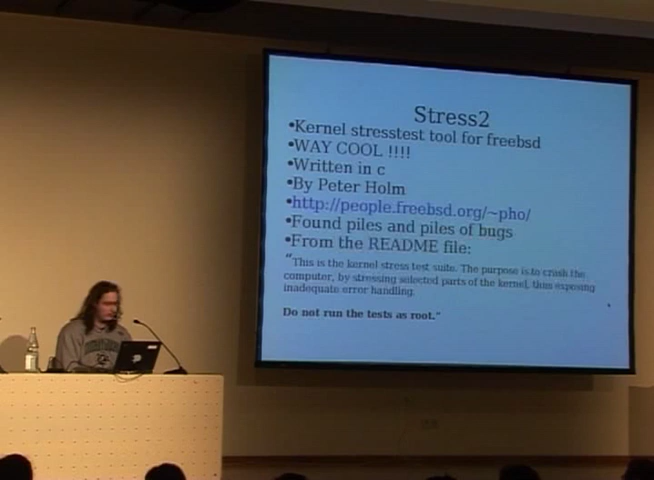 Stress2
•Kernel stresstest tool for freebsd
•WAY COOL !!!!
•Written in c
•By Peter Holm
•http://people.freebsd.org/~pho/
•Found piles and piles of bugs
•From the README file:
"This is the kernel stress test suite. The purpose is to crash the
computer, by stressing selected parts of the kernel, thus exposing
inadequate error handling.
Do not run the tests as root."